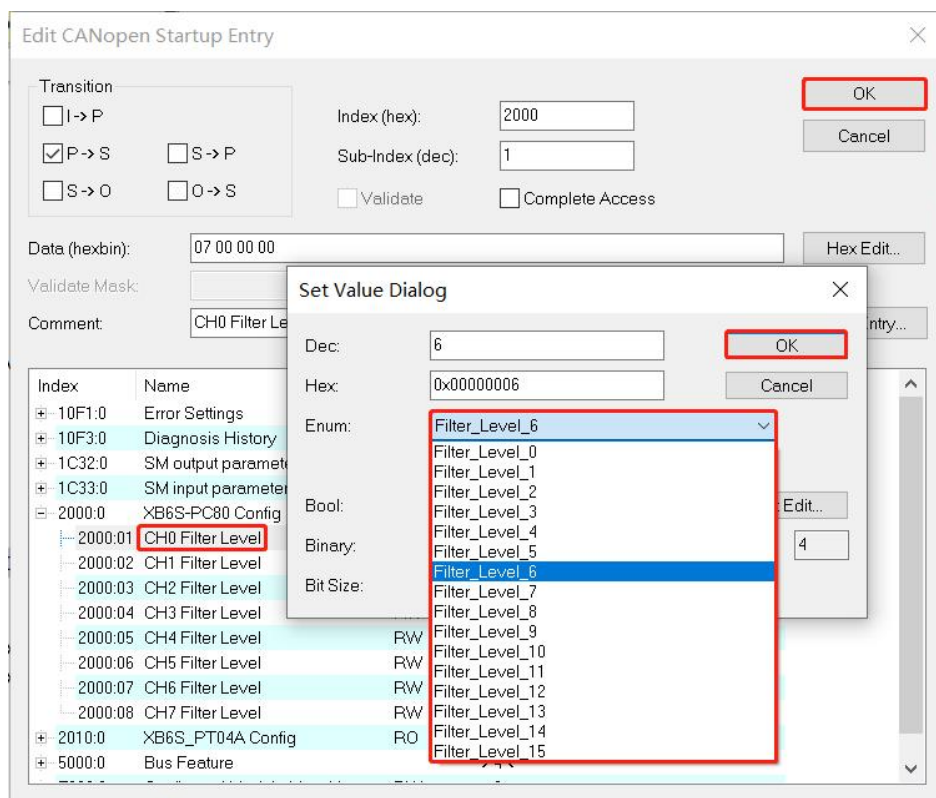 Edit CANopen Startup Entry
Transition
OK
I -> P
Index (hex):
2000
Cancel
P -> S
S -> P
Sub-Index (dec):
1
S -> O
O -> S
Validate
Complete Access
Data (hexbin):
07 00 00 00
Hex Edit...
Validate Mask:
Set Value Dialog
Comment:
CH0 Filter Le
ntry...
Dec:
6
OK
Hex:
0x00000006
Cancel
Index
Name
10F1:0
Error Settings
Enum:
Filter_Level_6
10F3:0
Diagnosis History
Filter_Level_0
1C32:0
SM output paramete
Filter_Level_1
1C33:0
SM input parameter
Filter_Level_2
2000:0
XB6S-PC80 Config
Bool:
Filter_Level_3
Edit...
2000:01
CH0 Filter Level
Filter_Level_4
Binary:
Filter_Level_5
4
2000:02
CH1 Filter Level
Filter_Level_6
2000:03
CH2 Filter Level
Bit Size:
Filter_Level_7
2000:04
CH3 Filter Level
Filter_Level_8
2000:05
CH4 Filter Level
RW
Filter_Level_9
2000:06
CH5 Filter Level
RW
Filter_Level_10
Filter_Level_11
2000:07
CH6 Filter Level
RW
Filter_Level_12
2000:08
CH7 Filter Level
RW
Filter_Level_13
2010:0
XB6S_PT04A Config
RO
Filter_Level_14
5000:0
Bus Feature
Filter_Level_15